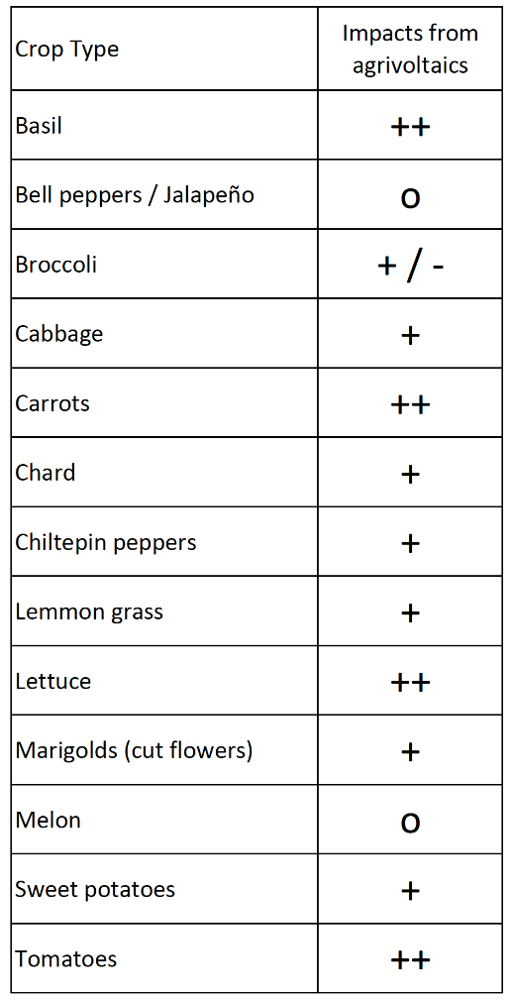 Crop Type
Impacts from
agrivoltaics
Basil
++
Bell peppers / Jalapeño
o
Broccoli
+ / -
Cabbage
+
Carrots
++
Chard
+
Chiltepin peppers
+
Lemmon grass
+
Lettuce
++
Marigolds (cut flowers)
+
Melon
o
Sweet potatoes
+
Tomatoes
++